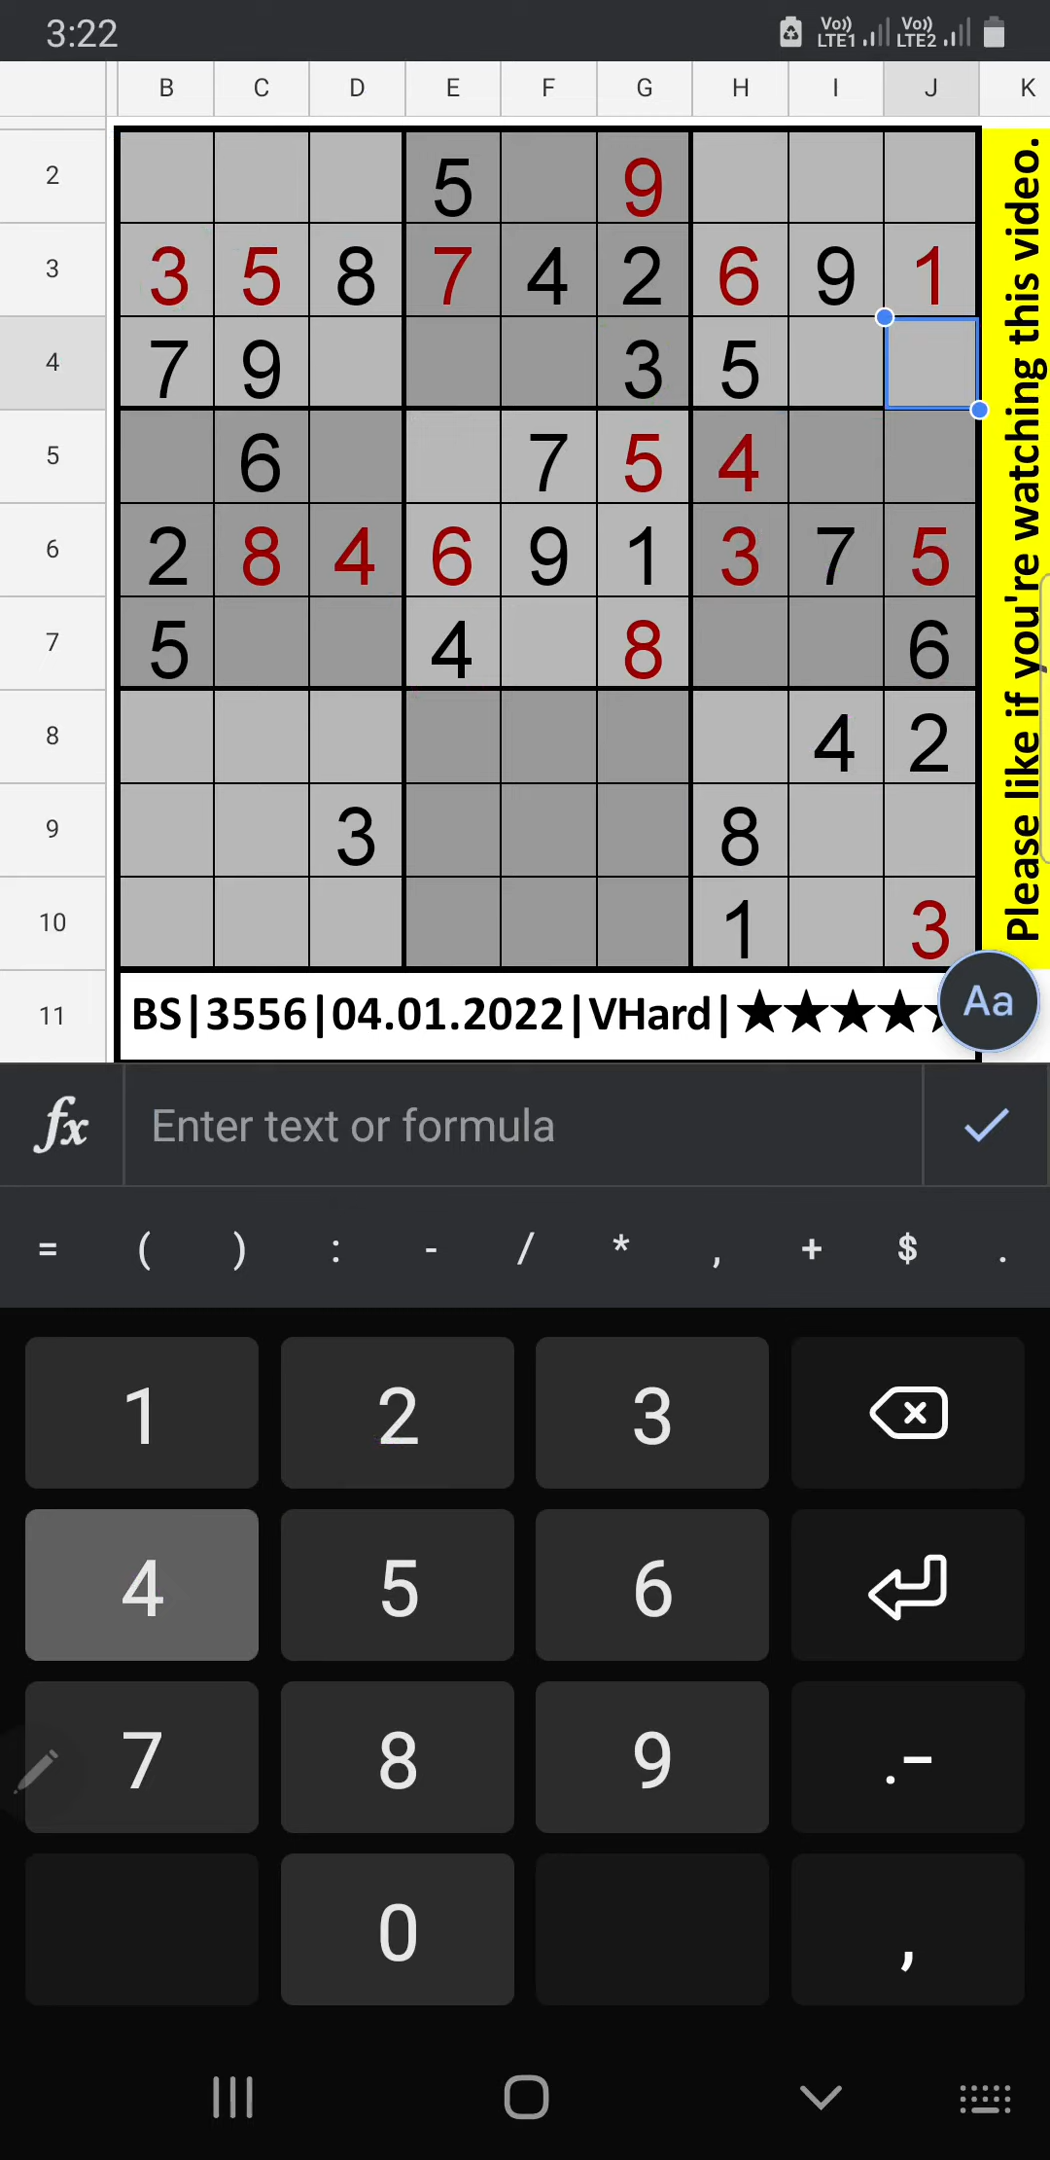 3:22 Vo)) LTE1 Vo)) LTE2
B C D E F G H I J K
2 5 9
3 3 5 8 7 4 2 6 9 1
4 7 9 3 5
5 6 7 5 4
6 2 8 4 6 9 1 3 7 5
7 5 4 8 6
8 4 2
9 3 8
10 1 3
11 BS|3556|04.01.2022|VHard|★★★★★
Please like if you're watching this video.
Aa
fx Enter text or formula
= ( ) : - / * , + $ .
1 2 3
4 5 6
7 8 9 .-
0 ,